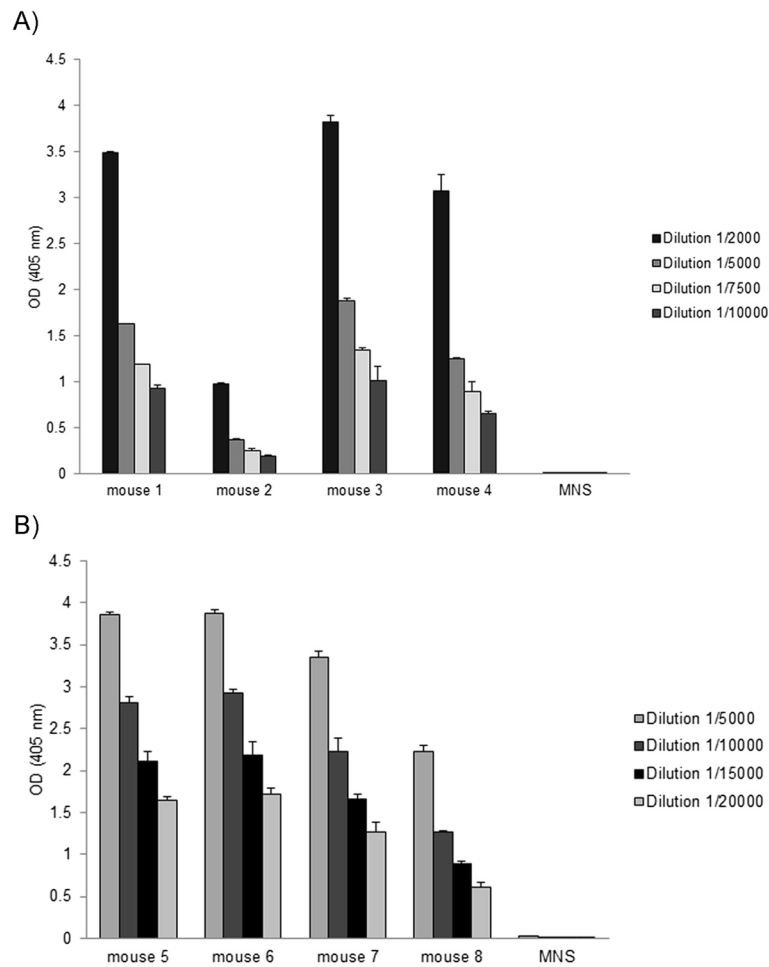 A)
4.5
4
3.5
3
2.5
2
1.5
1
0.5
0
OD (405 nm)
mouse 1 mouse 2 mouse 3 mouse 4 MNS
Dilution 1/2000
Dilution 1/5000
Dilution 1/7500
Dilution 1/10000
B)
4.5
4
3.5
3
2.5
2
1.5
1
0.5
0
OD (405 nm)
mouse 5 mouse 6 mouse 7 mouse 8 MNS
Dilution 1/5000
Dilution 1/10000
Dilution 1/15000
Dilution 1/20000